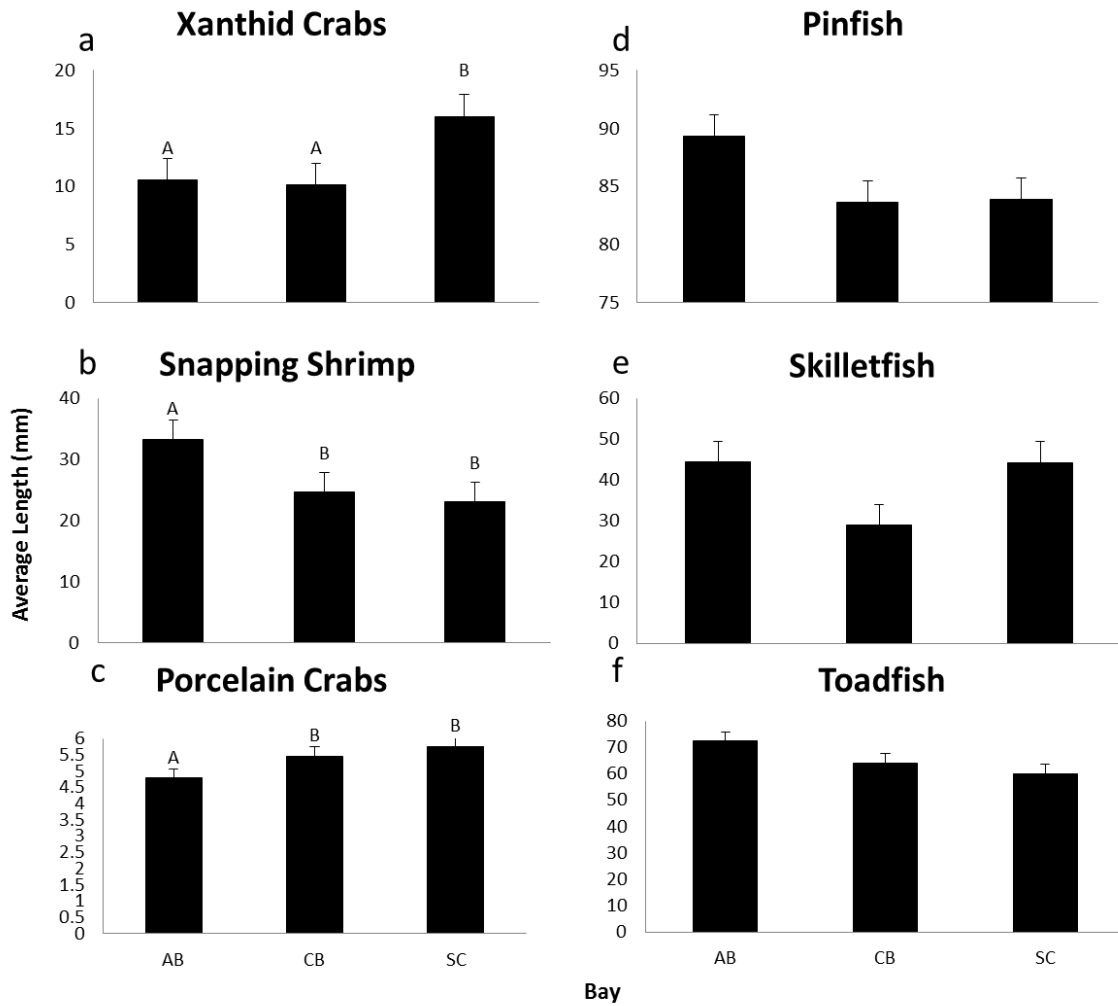 a
Xanthid Crabs
20
15
10
5
0
A
A
B
b
Snapping Shrimp
40
30
20
10
0
A
B
B
c
Porcelain Crabs
6
5.5
5
4.5
4
3.5
3
2.5
2
1.5
1
0.5
0
A
B
B
AB
CB
SC
d
Pinfish
95
90
85
80
75
e
Skilletfish
60
50
40
30
20
10
0
f
Toadfish
80
70
60
50
40
30
20
10
0
AB
CB
SC
Average Length (mm)
Bay